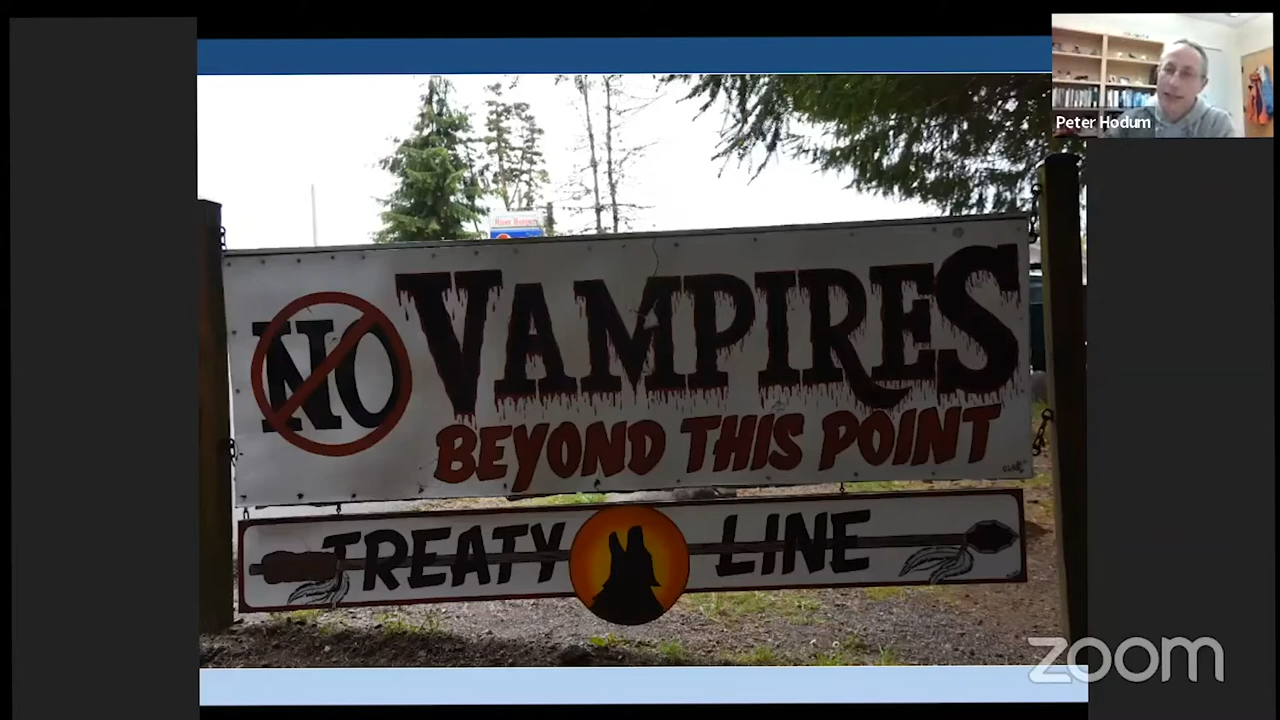 Peter Hodum
NO VAMPIRES
BEYOND THIS POINT
TREATY LINE
zoom